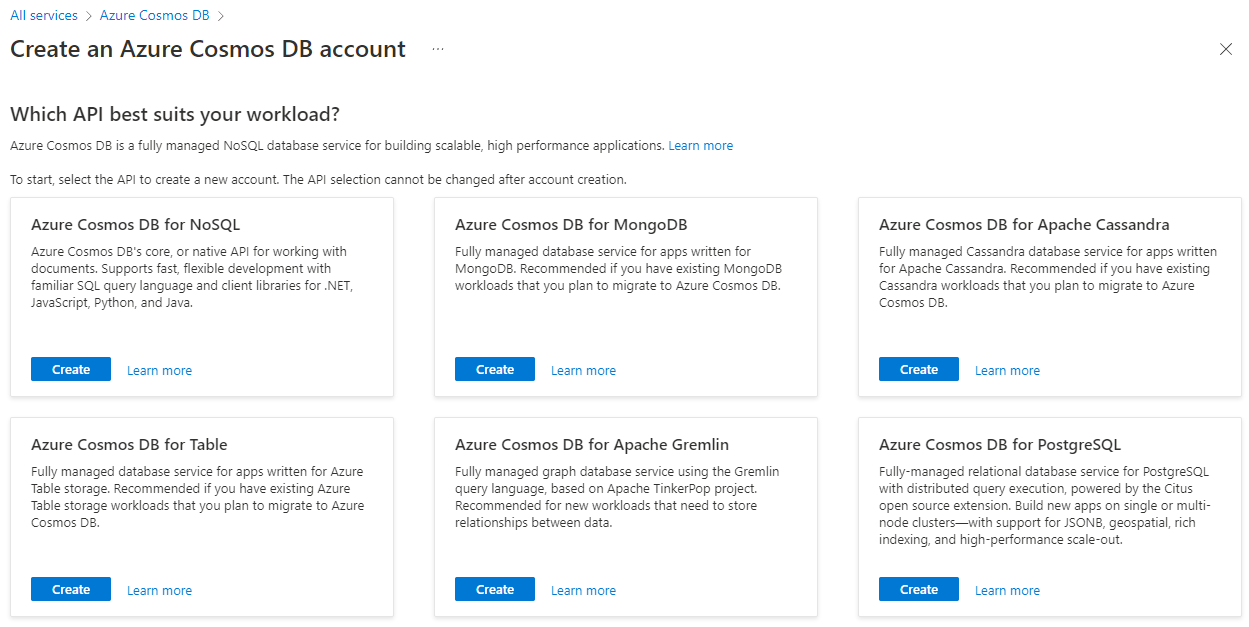 All services > Azure Cosmos DB >
Create an Azure Cosmos DB account ...
Which API best suits your workload?
Azure Cosmos DB is a fully managed NoSQL database service for building scalable, high performance applications. Learn more
To start, select the API to create a new account. The API selection cannot be changed after account creation.
Azure Cosmos DB for NoSQL
Azure Cosmos DB's core, or native API for working with
documents. Supports fast, flexible development with
familiar SQL query language and client libraries for .NET,
JavaScript, Python, and Java.
Create Learn more
Azure Cosmos DB for MongoDB
Fully managed database service for apps written for
MongoDB. Recommended if you have existing MongoDB
workloads that you plan to migrate to Azure Cosmos DB.
Create Learn more
Azure Cosmos DB for Apache Cassandra
Fully managed Cassandra database service for apps written
for Apache Cassandra. Recommended if you have existing
Cassandra workloads that you plan to migrate to Azure
Cosmos DB.
Create Learn more
Azure Cosmos DB for Table
Fully managed database service for apps written for Azure
Table storage. Recommended if you have existing Azure
Table storage workloads that you plan to migrate to Azure
Cosmos DB.
Create Learn more
Azure Cosmos DB for Apache Gremlin
Fully managed graph database service using the Gremlin
query language, based on Apache TinkerPop project.
Recommended for new workloads that need to store
relationships between data.
Create Learn more
Azure Cosmos DB for PostgreSQL
Fully-managed relational database service for PostgreSQL
with distributed query execution, powered by the Citus
open source extension. Build new apps on single or multi-
node clusters—with support for JSONB, geospatial, rich
indexing, and high-performance scale-out.
Create Learn more